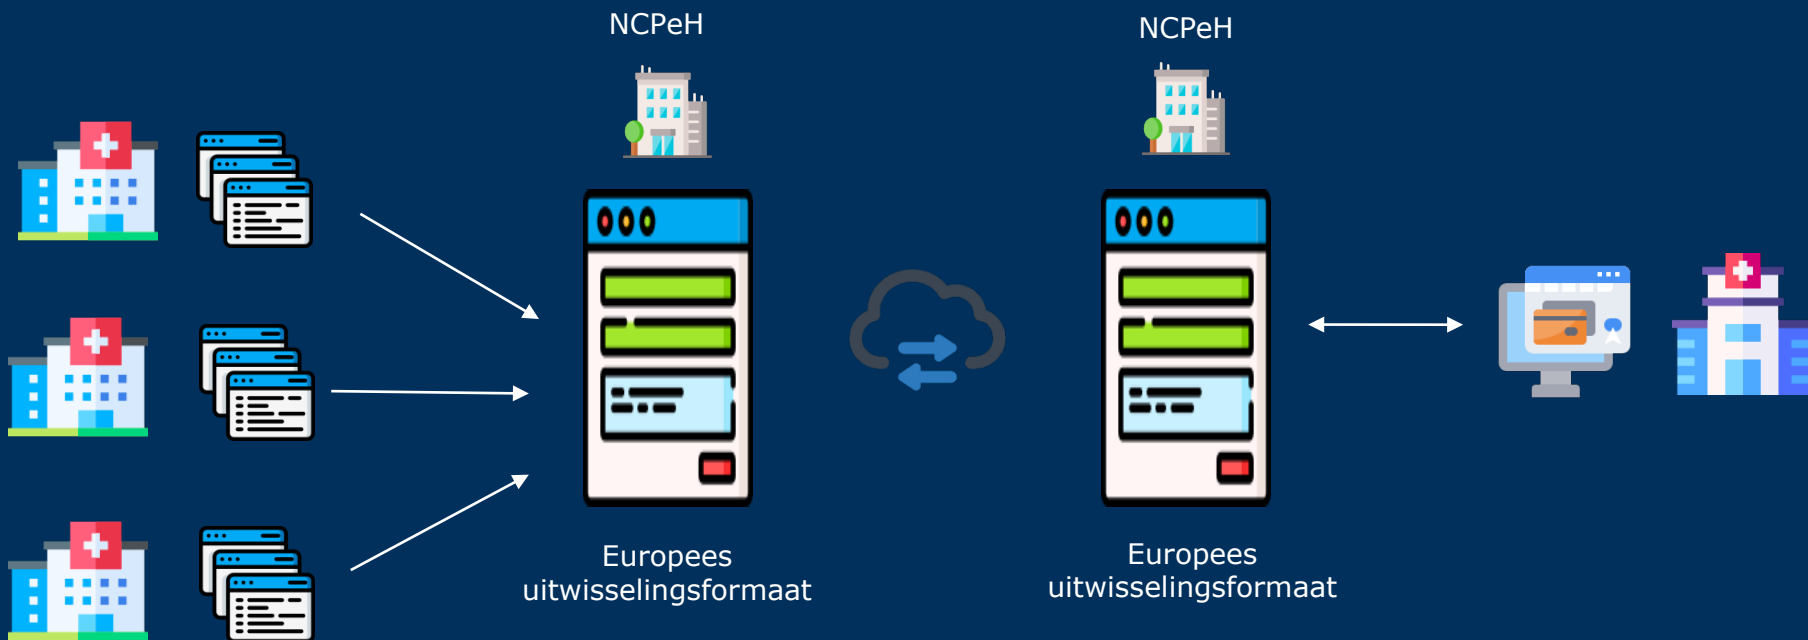 NCPeH
NCPeH
Europees
uitwisselingsformaat
Europees
uitwisselingsformaat